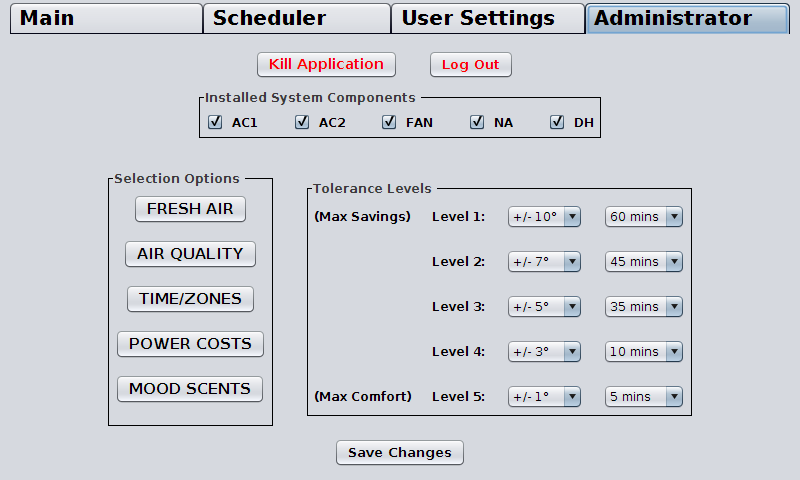 Main Scheduler User Settings Administrator
Kill Application Log Out
Installed System Components
AC1 AC2 FAN NA DH
Selection Options
FRESH AIR
AIR QUALITY
TIME/ZONES
POWER COSTS
MOOD SCENTS
Tolerance Levels
(Max Savings) Level 1: +/- 10° 60 mins
Level 2: +/- 7° 45 mins
Level 3: +/- 5° 35 mins
Level 4: +/- 3° 10 mins
(Max Comfort) Level 5: +/- 1° 5 mins
Save Changes